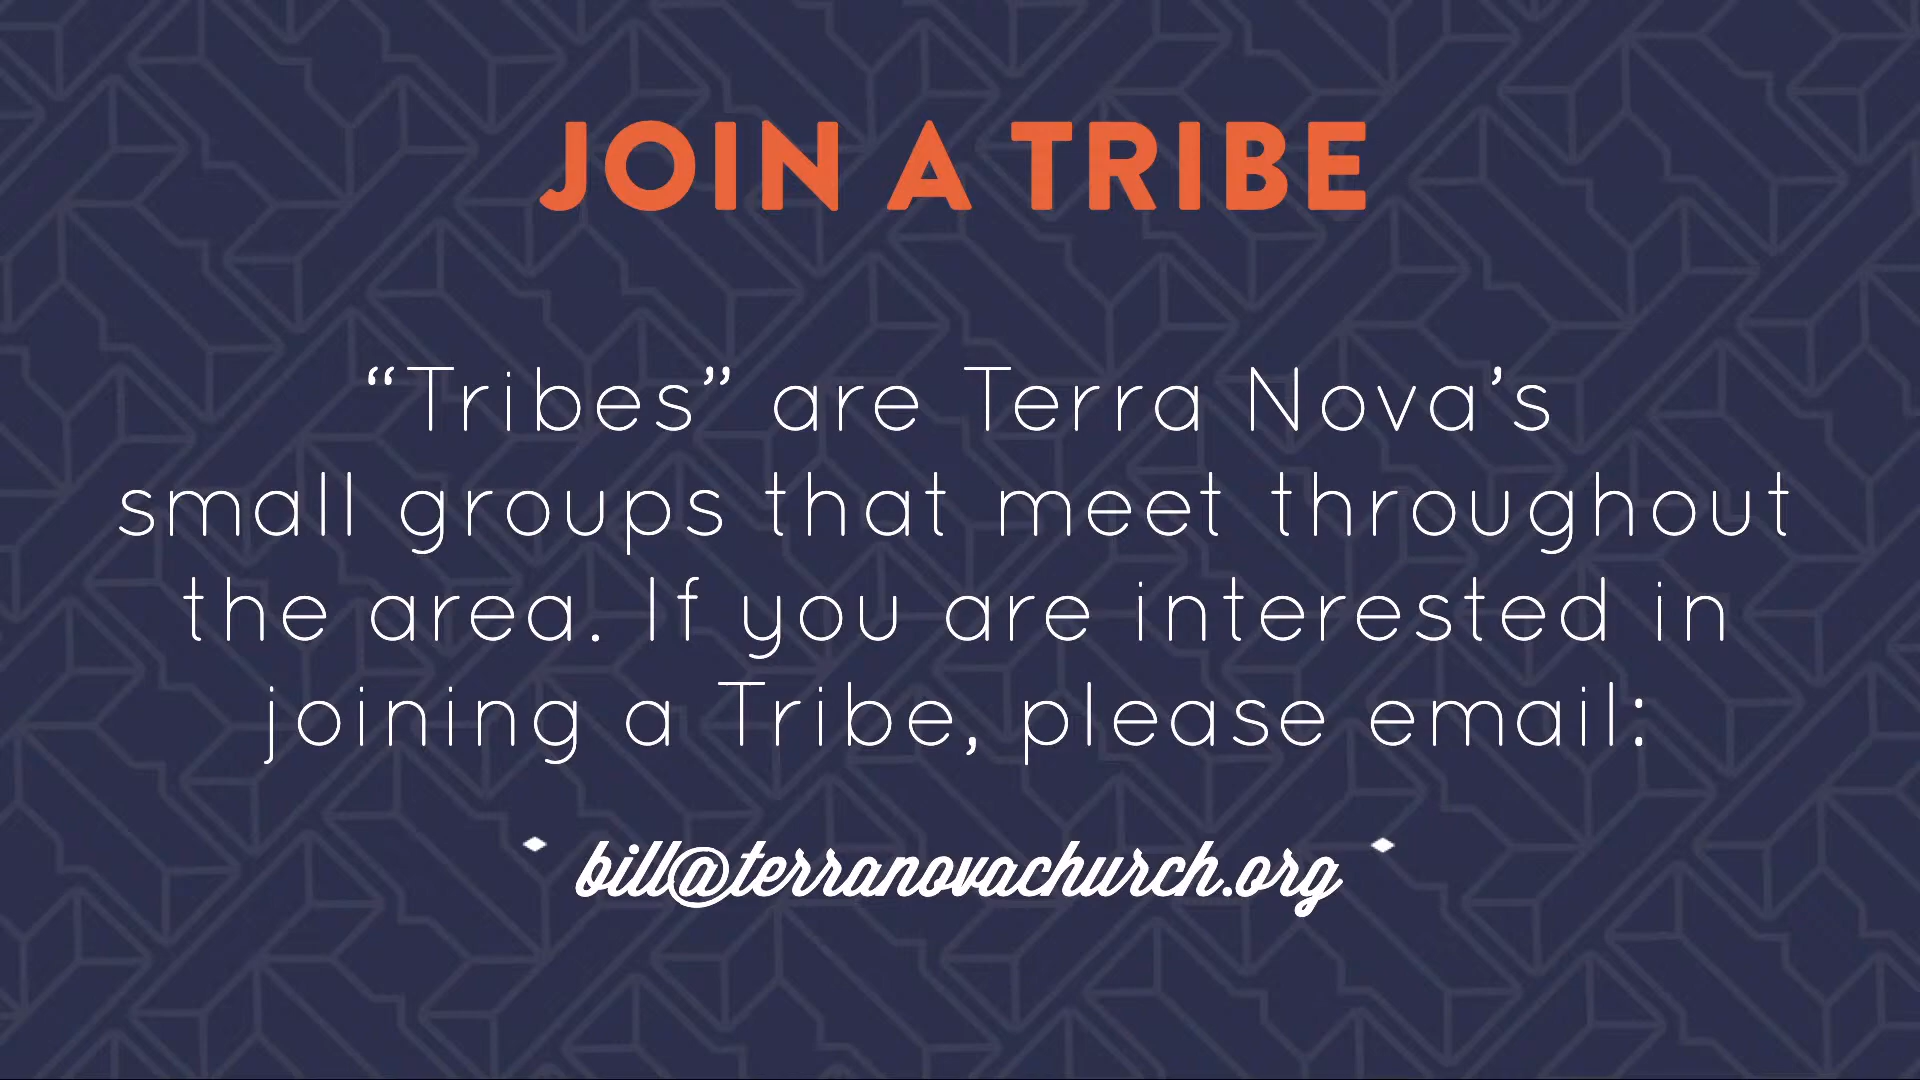 JOIN A TRIBE
“Tribes” are Terra Nova’s
small groups that meet throughout
the area. If you are interested in
joining a Tribe, please email:
bill@terranovachurch.org